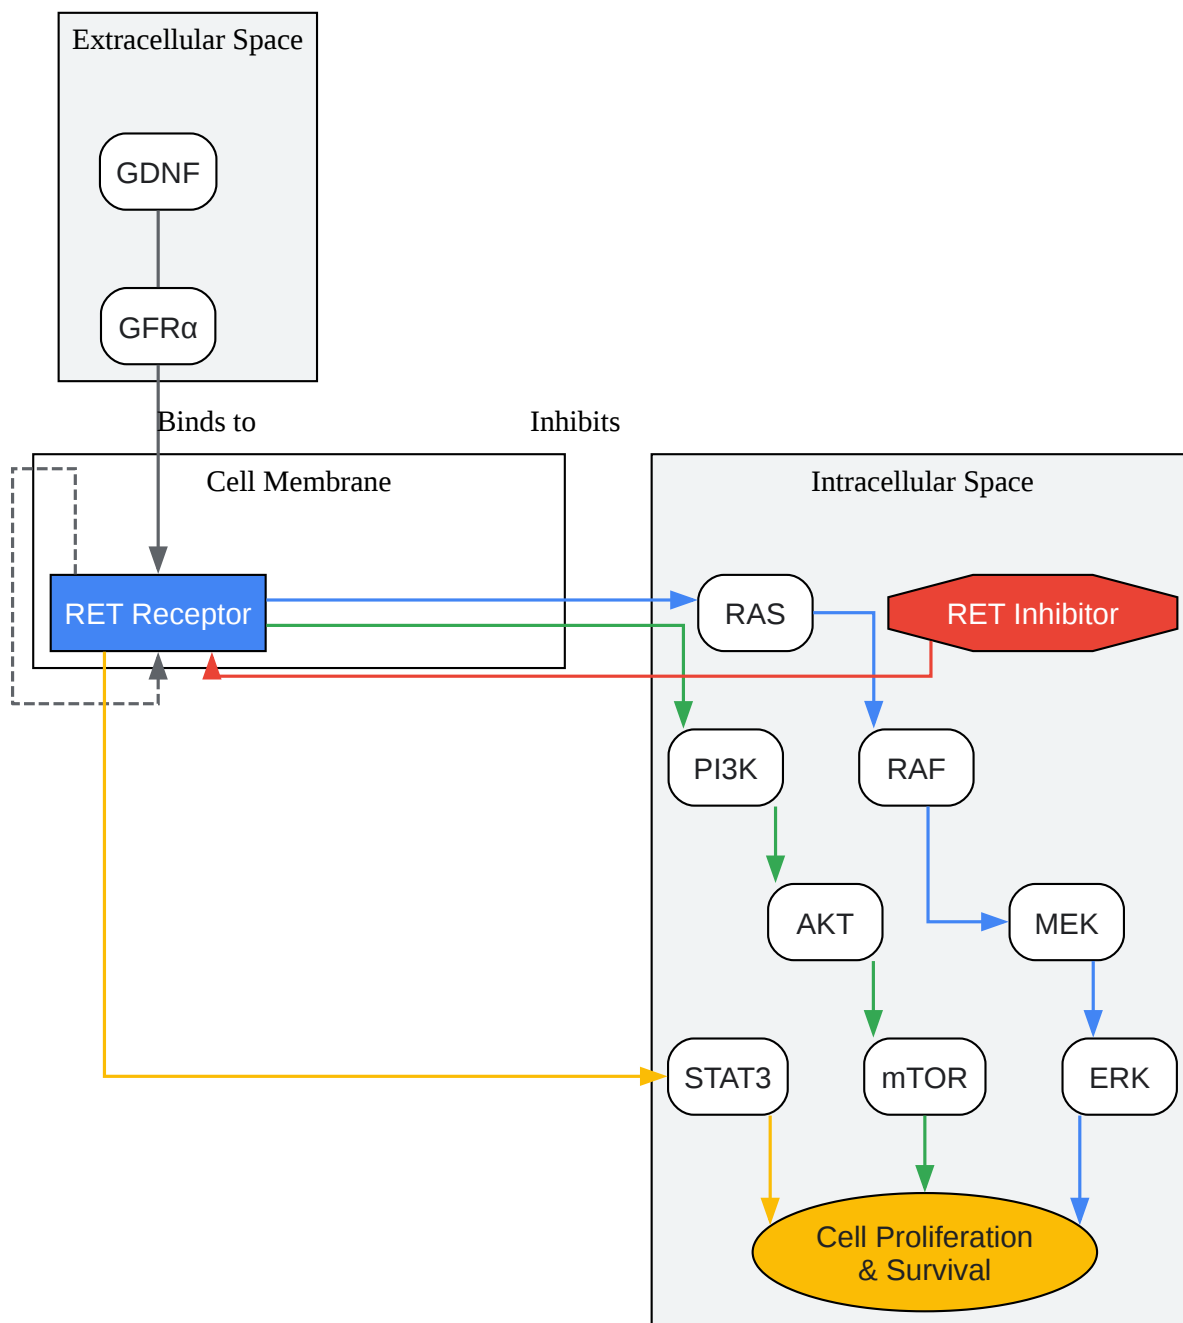 Extracellular Space
GDNF
GFRα
Binds to
Inhibits
Cell Membrane
Intracellular Space
RET Receptor
RAS
RET Inhibitor
PI3K
RAF
AKT
MEK
STAT3
mTOR
ERK
Cell Proliferation
& Survival